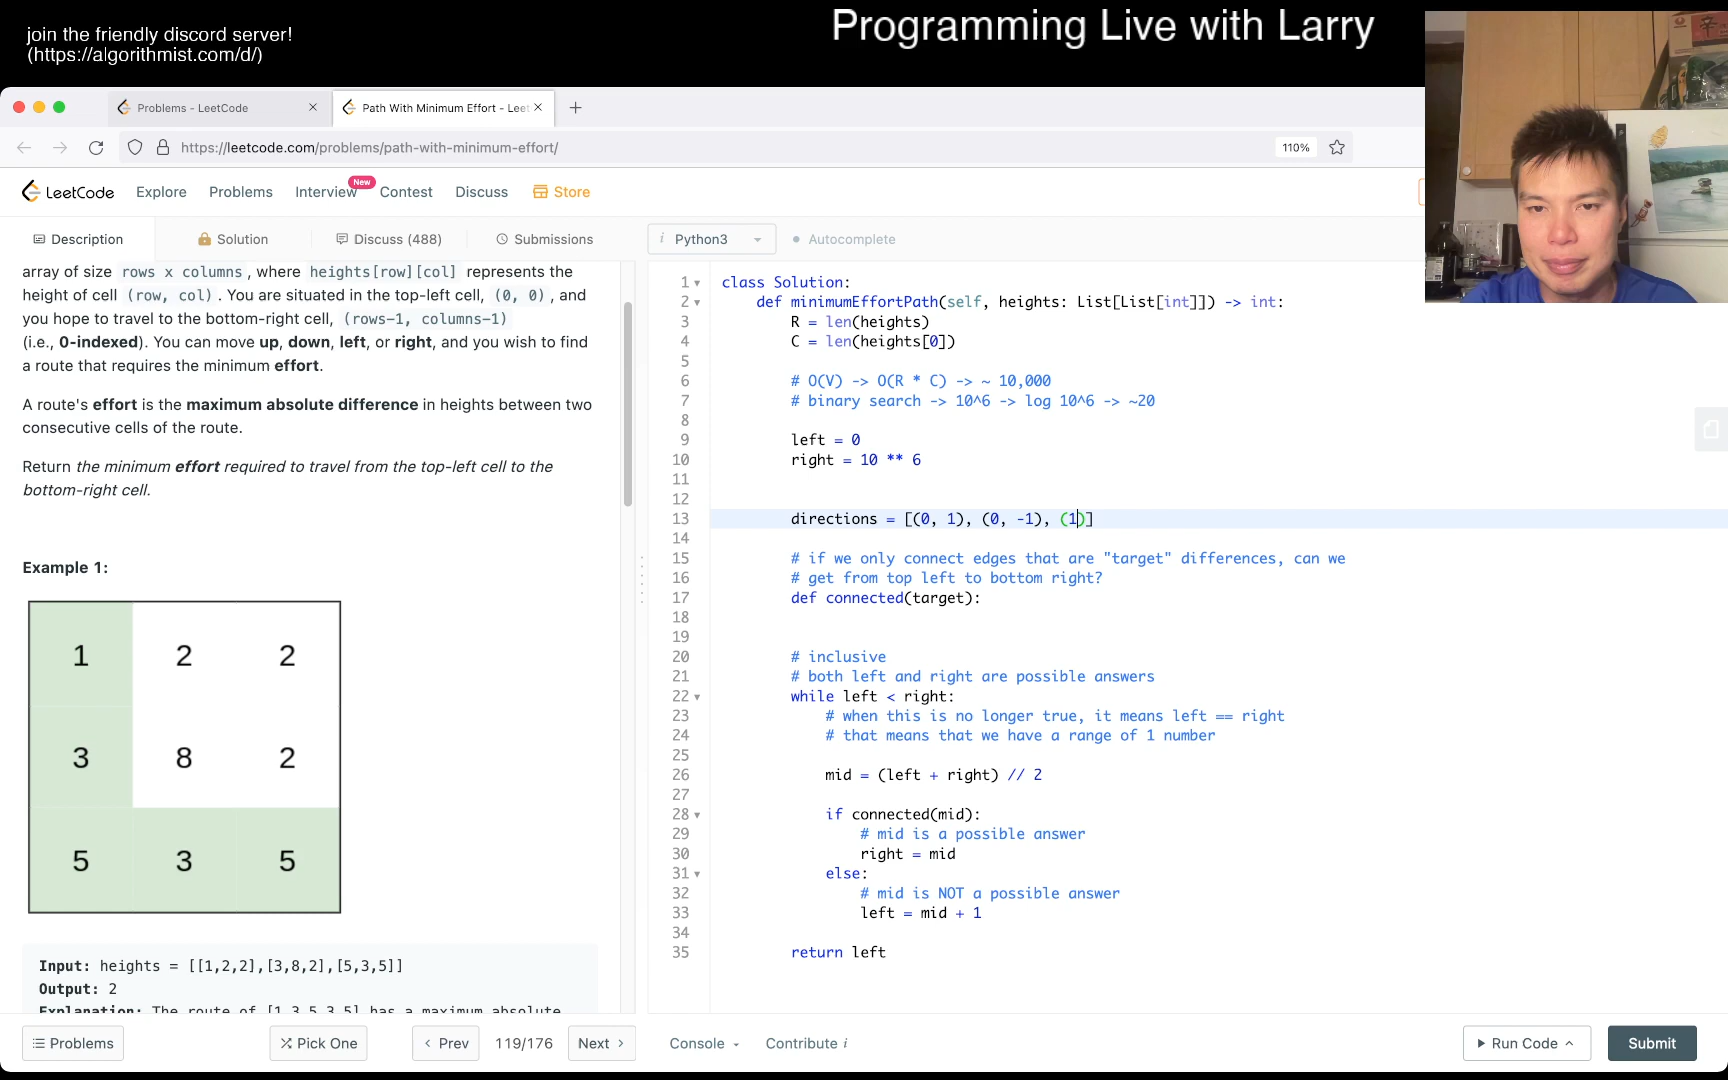 join the friendly discord server!
(https://algorithmist.com/d/)
Programming Live with Larry
Problems - LeetCode
Path With Minimum Effort - Leet
https://leetcode.com/problems/path-with-minimum-effort/
110%
LeetCode
Explore
Problems
Interview
New
Contest
Discuss
Store
Description
Solution
Discuss (488)
Submissions
i Python3
Autocomplete
array of size rows x columns, where heights[row][col] represents the
height of cell (row, col). You are situated in the top-left cell, (0, 0), and
you hope to travel to the bottom-right cell, (rows-1, columns-1)
(i.e., 0-indexed). You can move up, down, left, or right, and you wish to find
a route that requires the minimum effort.
A route's effort is the maximum absolute difference in heights between two
consecutive cells of the route.
Return the minimum effort required to travel from the top-left cell to the
bottom-right cell.
Example 1:
1 2 2
3 8 2
5 3 5
Input: heights = [[1,2,2],[3,8,2],[5,3,5]]
Output: 2
Explanation: The route of [1,3,5,3,5] has a maximum absolute
1 class Solution:
2 def minimumEffortPath(self, heights: List[List[int]]) -> int:
3 R = len(heights)
4 C = len(heights[0])
5
6 # O(V) -> O(R * C) -> ~ 10,000
7 # binary search -> 10^6 -> log 10^6 -> ~20
8
9 left = 0
10 right = 10 ** 6
11
12
13 directions = [(0, 1), (0, -1), (1)]
14
15 # if we only connect edges that are "target" differences, can we
16 # get from top left to bottom right?
17 def connected(target):
18
19
20 # inclusive
21 # both left and right are possible answers
22 while left < right:
23 # when this is no longer true, it means left == right
24 # that means that we have a range of 1 number
25
26 mid = (left + right) // 2
27
28 if connected(mid):
29 # mid is a possible answer
30 right = mid
31 else:
32 # mid is NOT a possible answer
33 left = mid + 1
34
35 return left
Problems
Pick One
Prev
119/176
Next
Console
Contribute i
Run Code
Submit